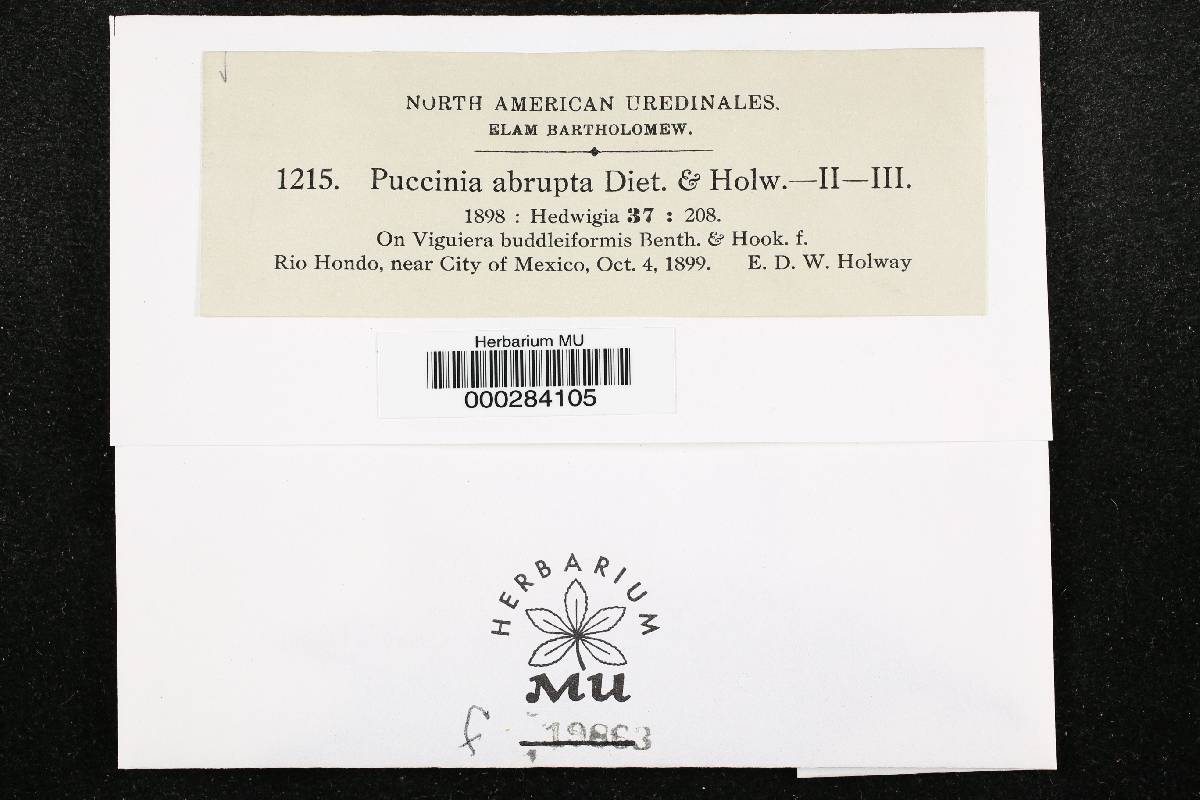 NORTH AMERICAN UREDINALES.
ELAM BARTHOLOMEW.
1215. Puccinia abrupta Diet. & Holw.—II—III.
1898 : Hedwigia 37 : 208.
On Viguiera buddleiformis Benth. & Hook. f.
Rio Hondo, near City of Mexico, Oct. 4, 1899. E. D. W. Holway
Herbarium MU
000284105
HERBARIUM
MU
f 19863